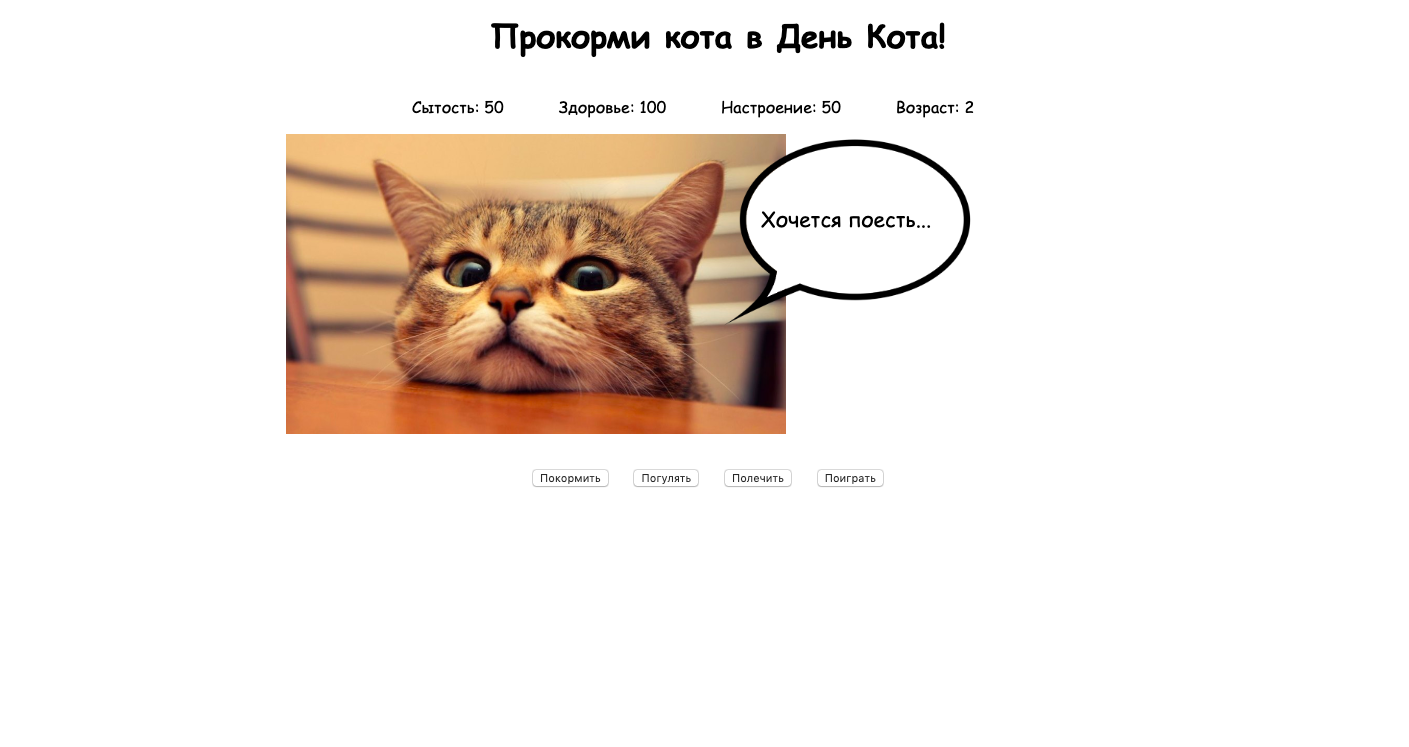 Прокорми кота в День Кота!
Сытость: 50 Здоровье: 100 Настроение: 50 Возраст: 2
Хочется поесть...
Покормить Погулять Полечить Поиграть